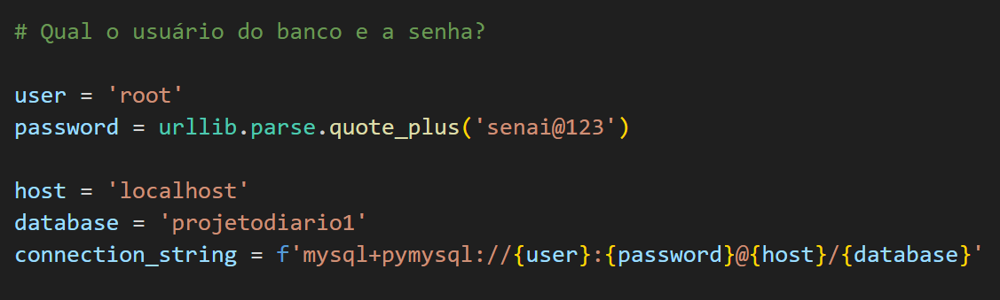 # Qual o usuário do banco e a senha?
user = 'root'
password = urllib.parse.quote_plus('senai@123')
host = 'localhost'
database = 'projetodiario1'
connection_string = f'mysql+pymysql://{user}:{password}@{host}/{database}'